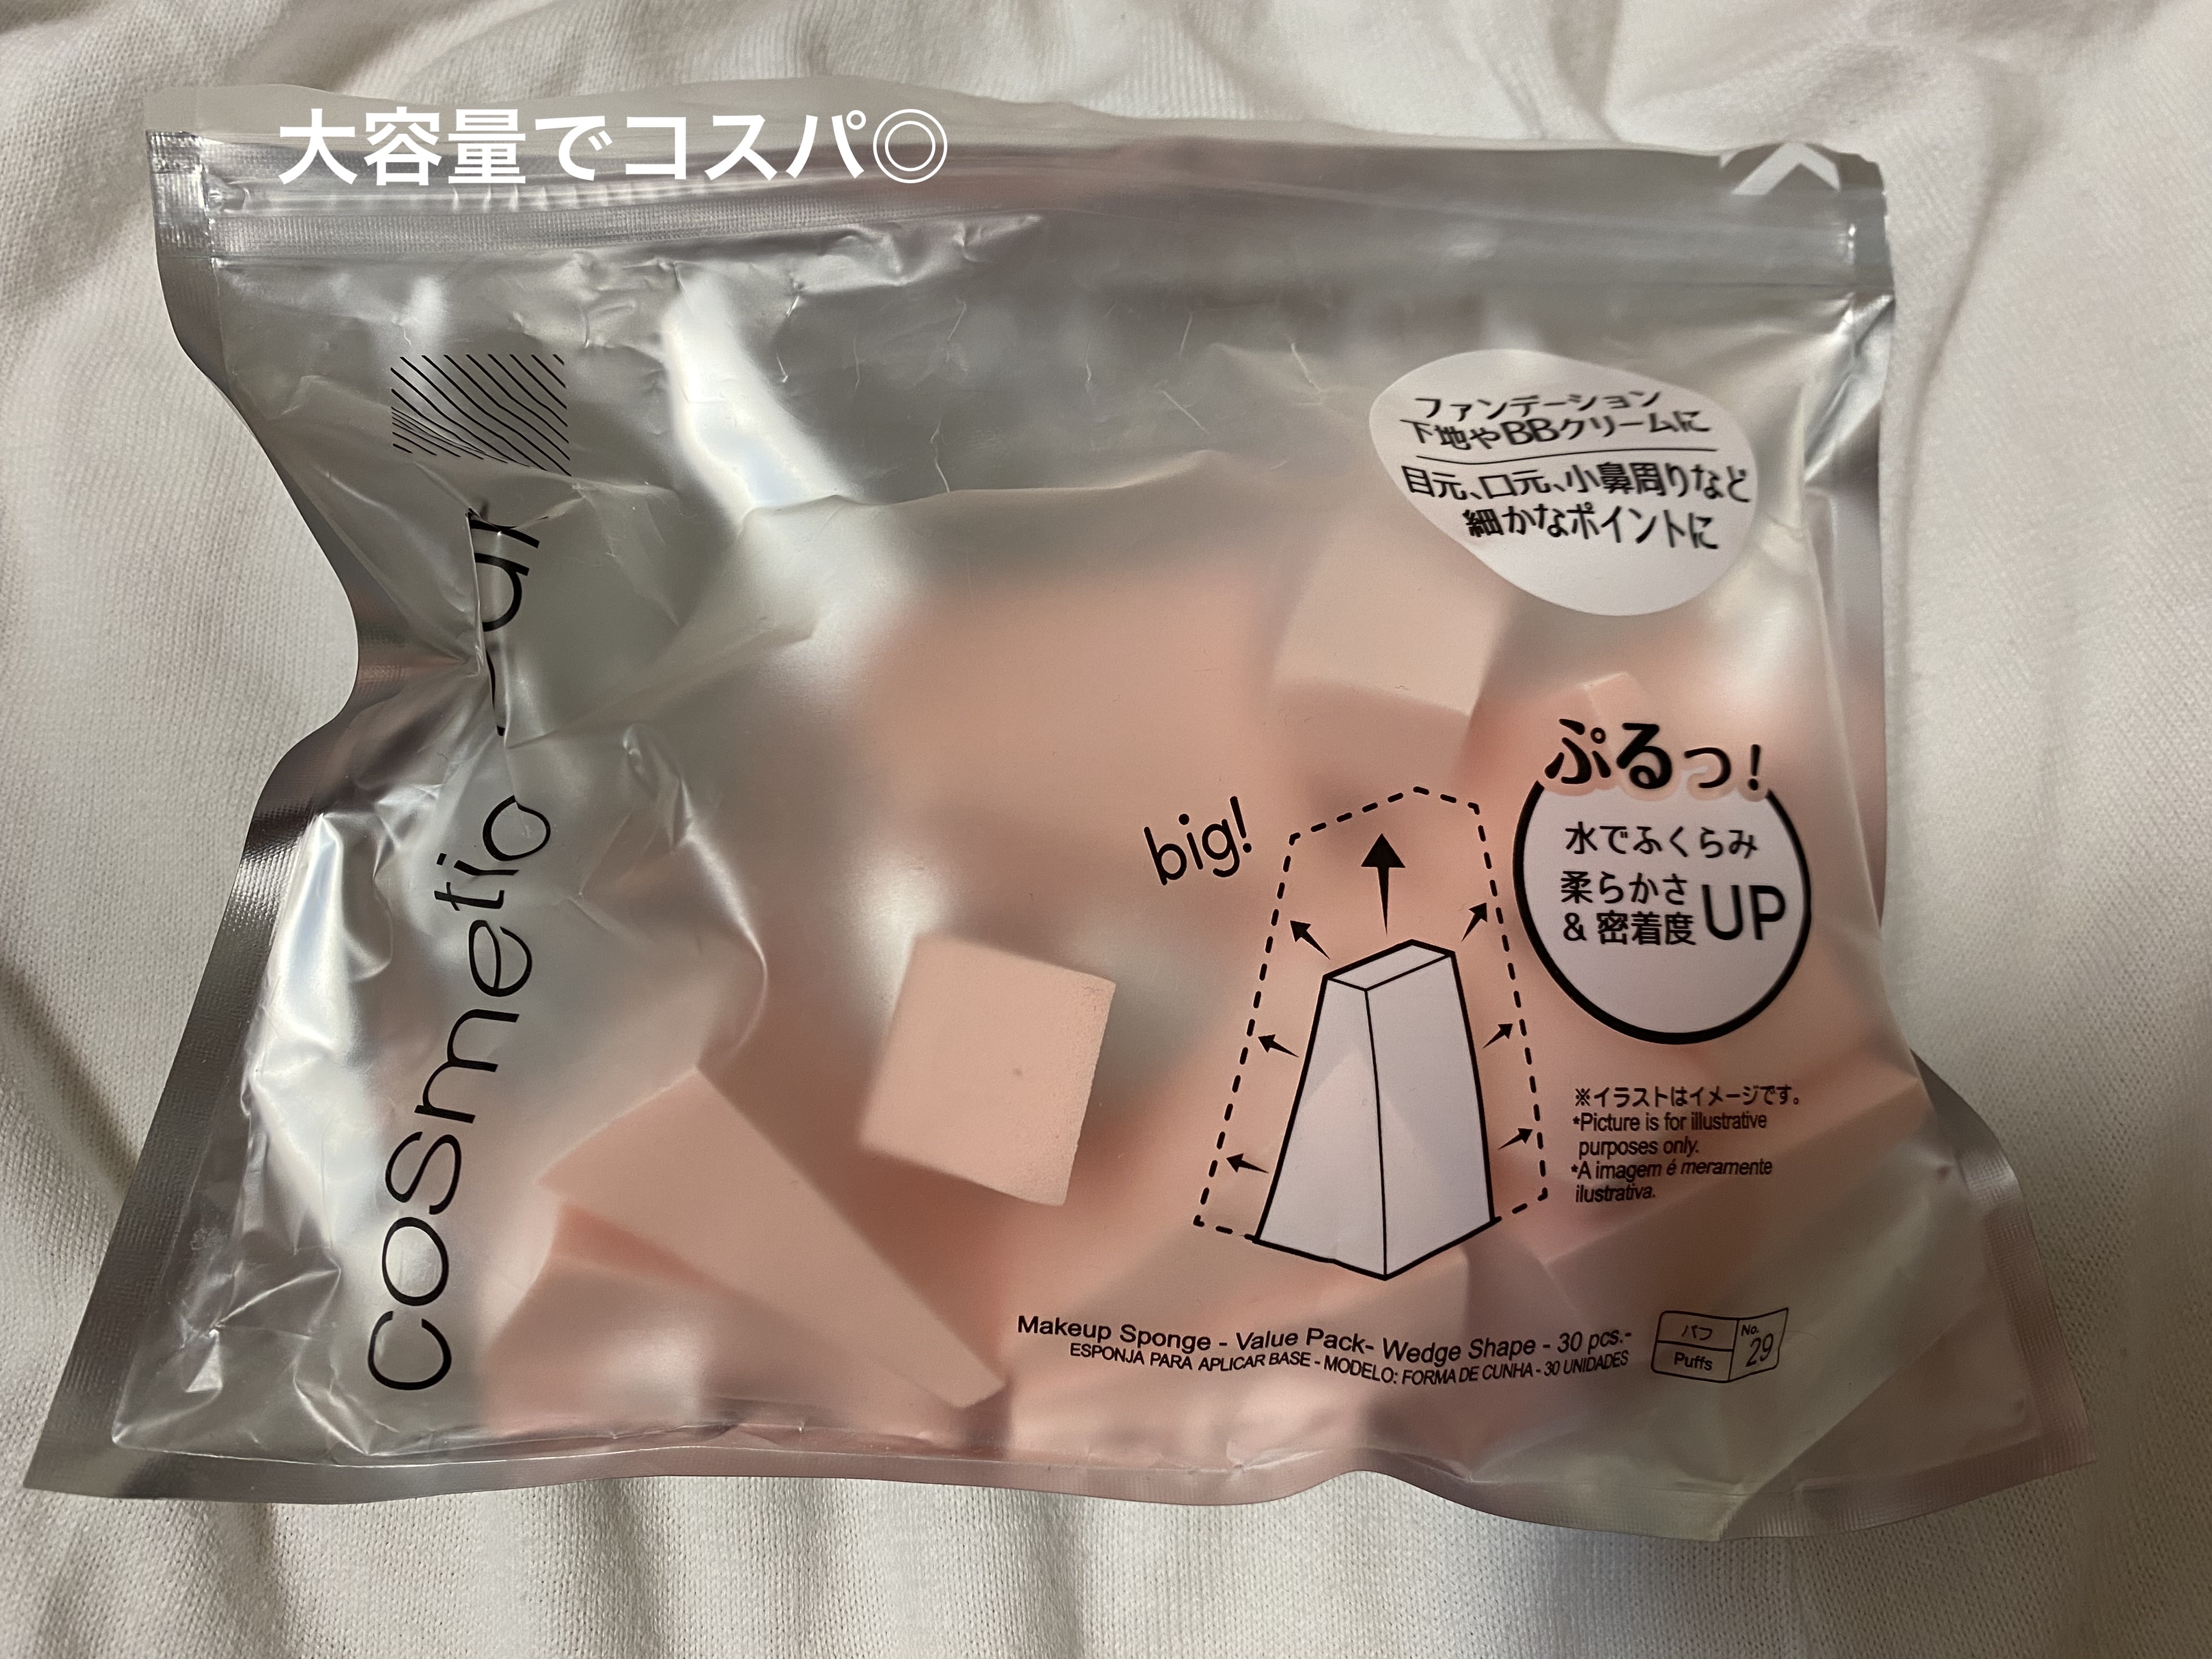 大容量でコスパ◎
ファンデーション
下地やBBクリームに
目元、口元、小鼻周りなど
細かなポイントに
cosmetic
ぷるっ!
水でふくらみ
柔らかさ
&密着度 UP
big!
※イラストはイメージです。
*Picture is for illustrative
purposes only.
*A imagem é meramente
ilustrativa.
Makeup Sponge - Value Pack- Wedge Shape - 30 pcs.-
ESPONJA PARA APLICAR BASE - MODELO: FORMA DE CUNHA - 30 UNIDADES
パフ
Puffs
No.
29